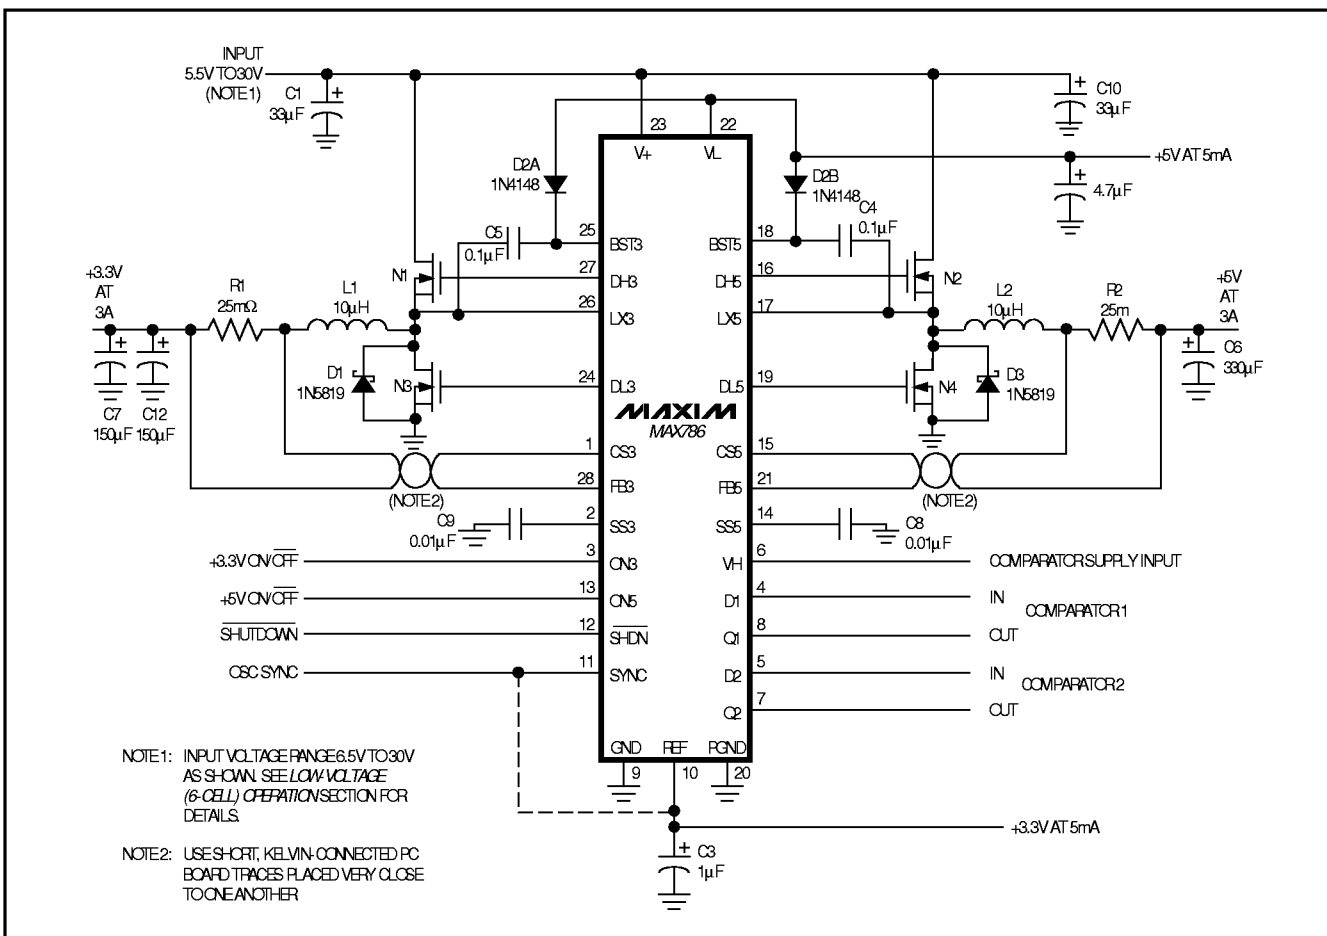 INPUT
5.5V TO 30V
(NOTE 1)
C1
33µF
C10
33µF
23
22
V+
VL
+5V AT 5mA
4.7µF
D2A
1N4148
D2B
1N4148
C5
0.1µF
C4
0.1µF
25
BST3
BST5
18
27
DH3
DH5
16
26
LX3
LX5
17
24
DL3
DL5
19
N1
N2
+3.3V
AT
3A
R1
25mΩ
L1
10µH
L2
10µH
R2
25m
+5V
AT
3A
D1
1N5819
N3
N4
D3
1N5819
C6
330µF
C7
150µF
C12
150µF
MAXIM
MAX786
1
CS3
CS5
15
28
FB3
FB5
21
(NOTE 2)
(NOTE 2)
2
SS3
SS5
14
C9
0.01µF
C8
0.01µF
+3.3V ON/OFF
3
ON3
VH
6
COMPARATOR SUPPLY INPUT
+5V ON/OFF
13
ON5
D1
4
IN
COMPARATOR 1
SHUTDOWN
12
SHDN
Q1
8
OUT
OSC SYNC
11
SYNC
D2
5
IN
COMPARATOR 2
Q2
7
OUT
GND
REF
PGND
9
10
20
+3.3V AT 5mA
C3
1µF
NOTE 1: INPUT VOLTAGE RANGE 6.5V TO 30V
AS SHOWN. SEE LOW-VOLTAGE
(6-CELL) OPERATION SECTION FOR
DETAILS.
NOTE 2: USE SHORT, KELVIN-CONNECTED PC
BOARD TRACES PLACED VERY CLOSE
TO ONE ANOTHER